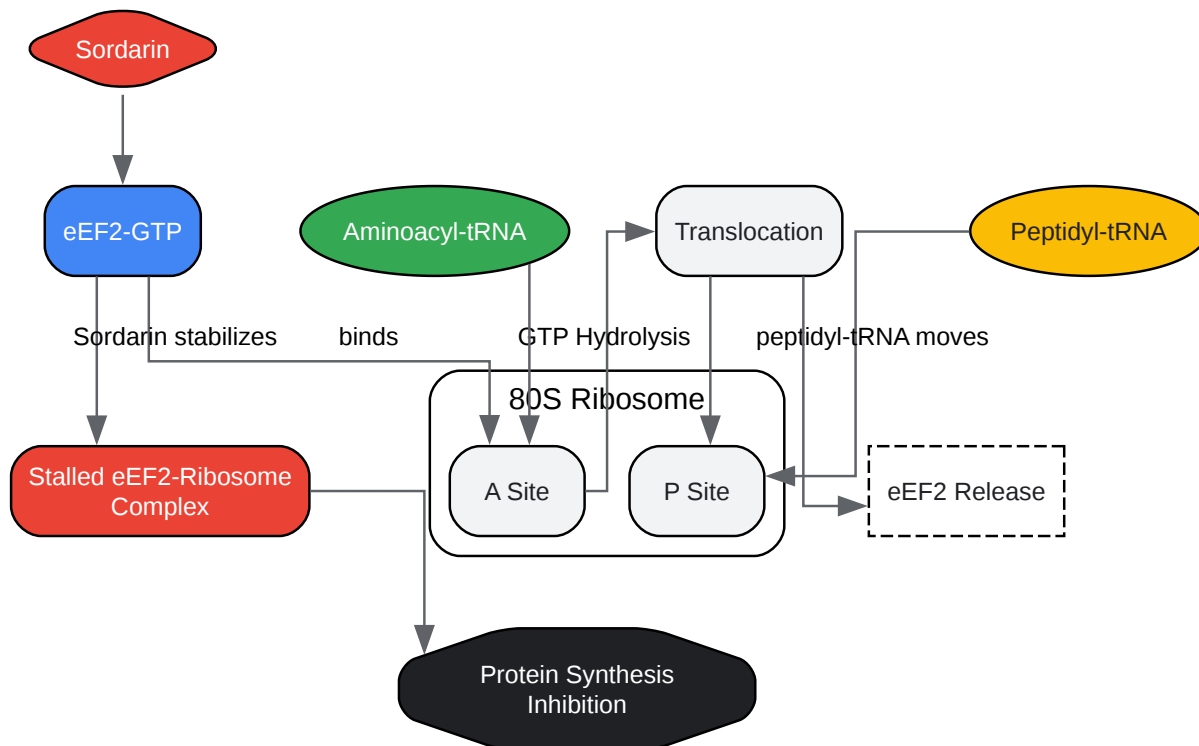 Sordarin
eEF2-GTP
Aminoacyl-tRNA
Translocation
Peptidyl-tRNA
Sordarin stabilizes
binds
GTP Hydrolysis
peptidyl-tRNA moves
80S Ribosome
Stalled eEF2-Ribosome
Complex
A Site
P Site
eEF2 Release
Protein Synthesis
Inhibition